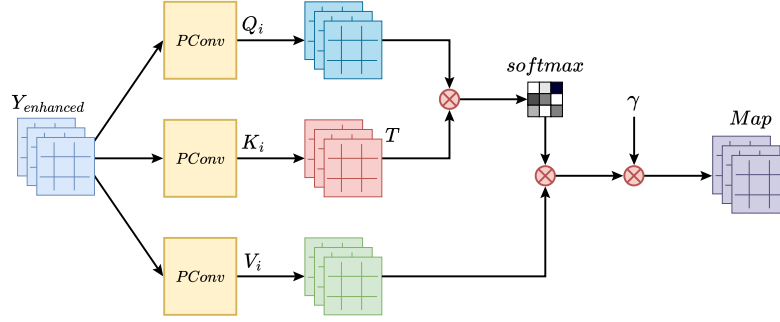 PConv
Q_i
softmax
Y_enhanced
γ
Map
PConv
K_i
T
PConv
V_i